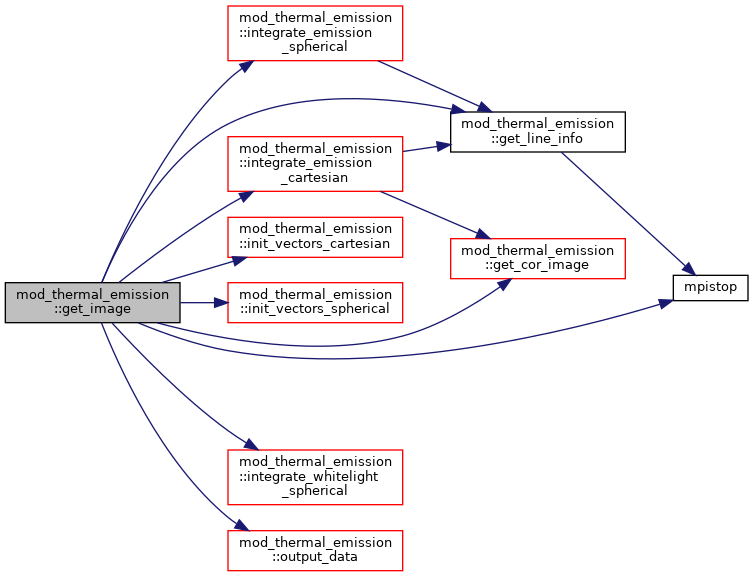 mod_thermal_emission
::integrate_emission
_spherical
mod_thermal_emission
::get_line_info
mod_thermal_emission
::integrate_emission
_cartesian
mod_thermal_emission
::init_vectors_cartesian
mod_thermal_emission
::get_cor_image
mpistop
mod_thermal_emission
::get_image
mod_thermal_emission
::init_vectors_spherical
mod_thermal_emission
::integrate_whitelight
_spherical
mod_thermal_emission
::output_data